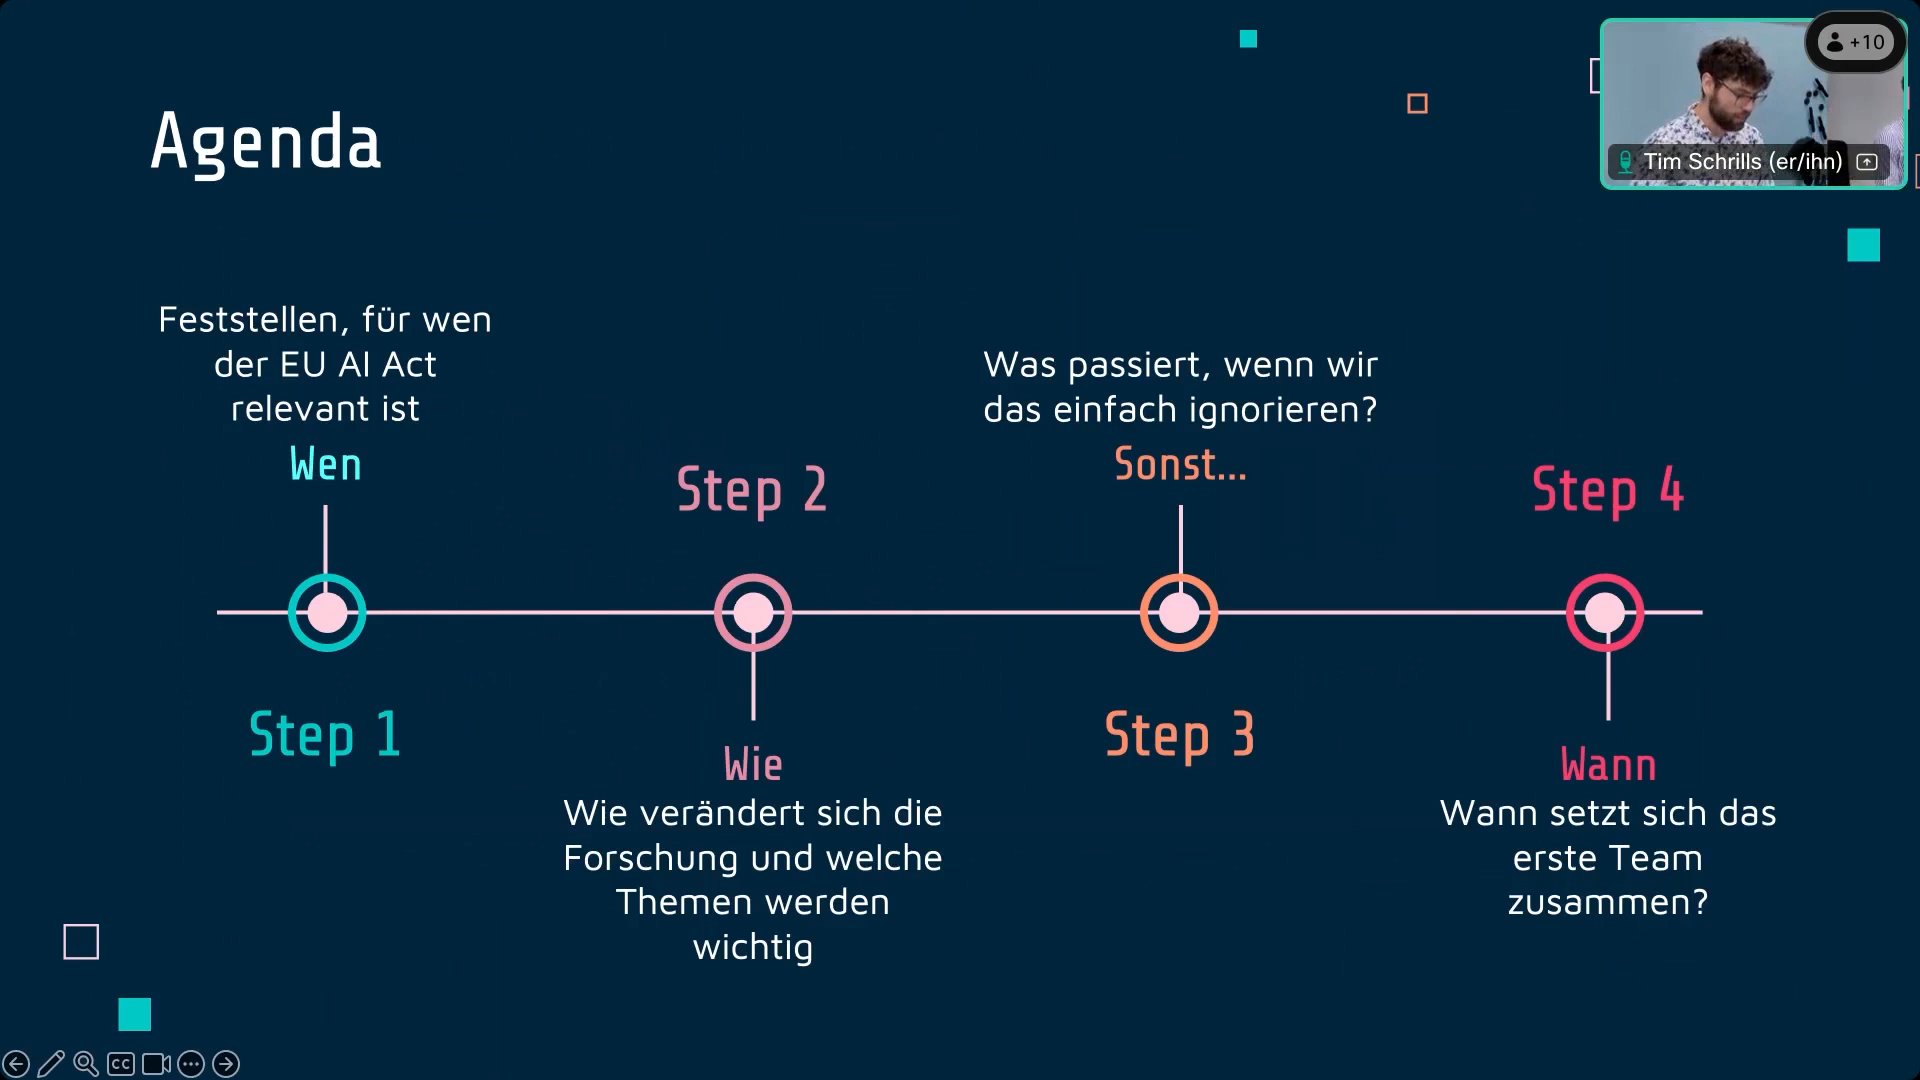 Agenda
+10
Tim Schrills (er/ihn)
Feststellen, für wen
der EU AI Act
relevant ist
Wen
Step 1
Step 2
Wie
Wie verändert sich die
Forschung und welche
Themen werden
wichtig
Was passiert, wenn wir
das einfach ignorieren?
Sonst...
Step 3
Step 4
Wann
Wann setzt sich das
erste Team
zusammen?
CC